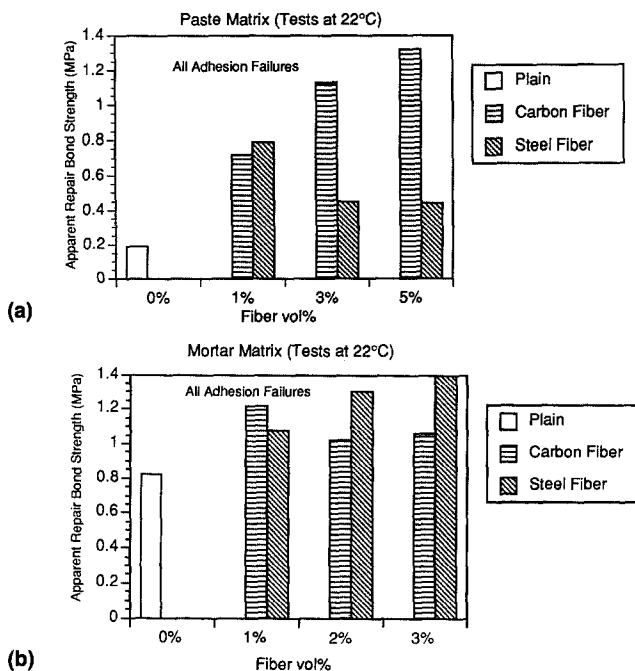 Paste Matrix (Tests at 22°C)
Apparent Repair Bond Strength (MPa)
1.4
1.2
1
0.8
0.6
0.4
0.2
0
All Adhesion Failures
0%
1%
3%
5%
Fiber vol%
Plain
Carbon Fiber
Steel Fiber
(a)
Mortar Matrix (Tests at 22°C)
Apparent Repair Bond Strength (MPa)
1.4
1.2
1
0.8
0.6
0.4
0.2
0
All Adhesion Failures
0%
1%
2%
3%
Fiber vol%
Plain
Carbon Fiber
Steel Fiber
(b)